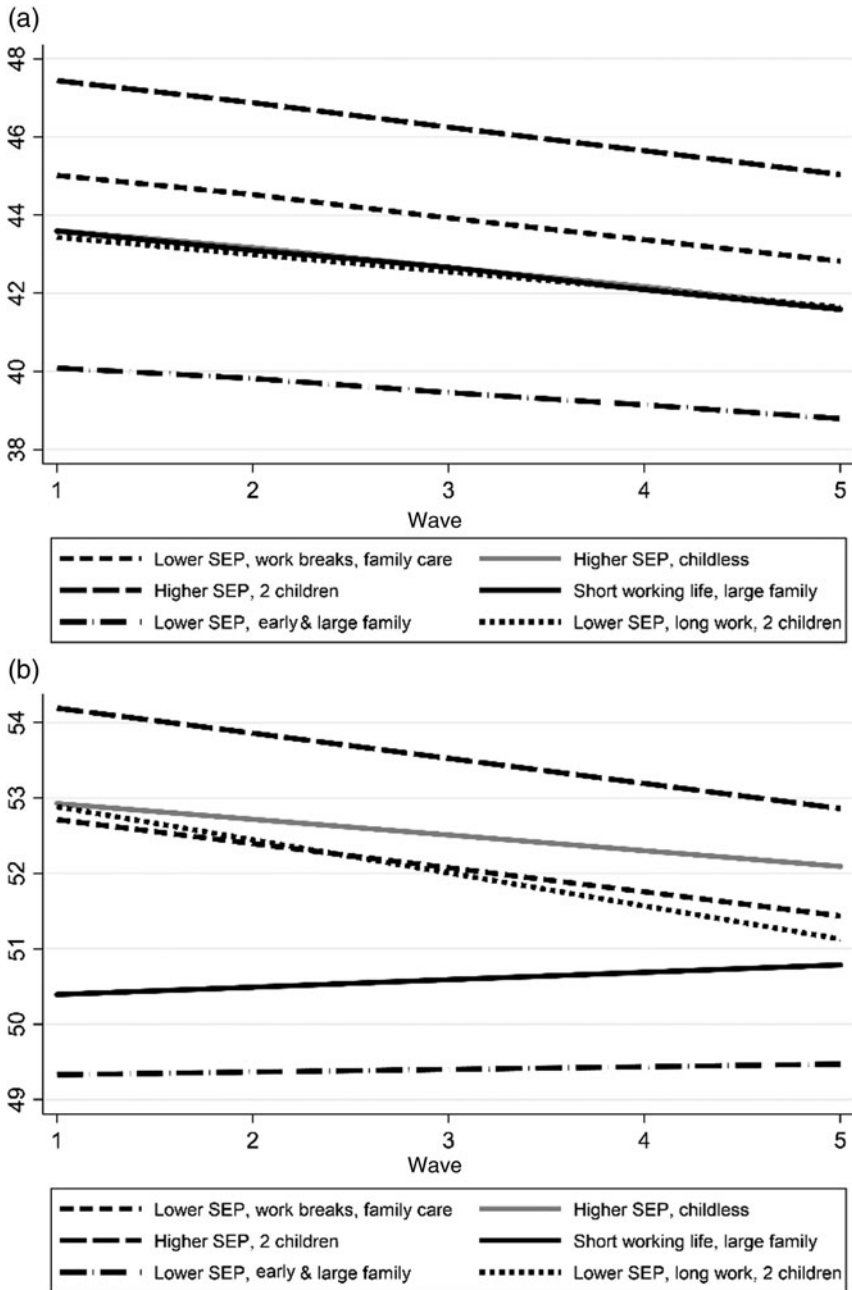 (a)
48
46
44
42
40
38
1 2 3 4 5
Wave
Lower SEP, work breaks, family care Higher SEP, childless
Higher SEP, 2 children Short working life, large family
Lower SEP, early & large family Lower SEP, long work, 2 children
(b)
54
53
52
51
50
49
1 2 3 4 5
Wave
Lower SEP, work breaks, family care Higher SEP, childless
Higher SEP, 2 children Short working life, large family
Lower SEP, early & large family Lower SEP, long work, 2 children